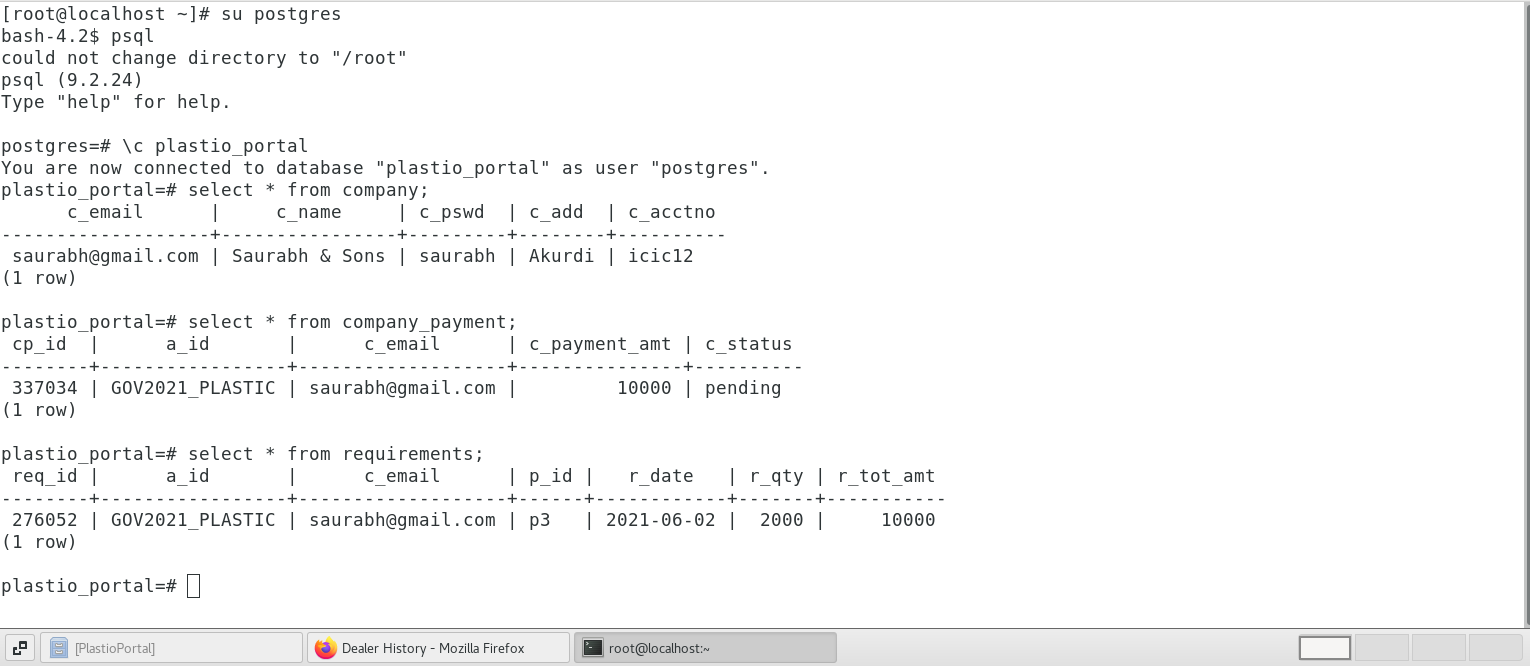 [root@localhost ~]# su postgres
bash-4.2$ psql
could not change directory to "/root"
psql (9.2.24)
Type "help" for help.
postgres=# \c plastio_portal
You are now connected to database "plastio_portal" as user "postgres".
plastio_portal=# select * from company;
      c_email      |     c_name     | c_pswd  | c_add  | c_acctno
-------------------+----------------+---------+--------+----------
 saurabh@gmail.com | Saurabh & Sons | saurabh | Akurdi | icic12
(1 row)
plastio_portal=# select * from company_payment;
 cp_id  |      a_id       |      c_email      | c_payment_amt | c_status
--------+-----------------+-------------------+---------------+----------
 337034 | GOV2021_PLASTIC | saurabh@gmail.com |         10000 | pending
(1 row)
plastio_portal=# select * from requirements;
 req_id |      a_id       |      c_email      | p_id |   r_date   | r_qty | r_tot_amt
--------+-----------------+-------------------+------+------------+-------+-----------
 276052 | GOV2021_PLASTIC | saurabh@gmail.com | p3   | 2021-06-02 |  2000 |     10000
(1 row)
plastio_portal=#
[PlastioPortal]
Dealer History - Mozilla Firefox
root@localhost:~